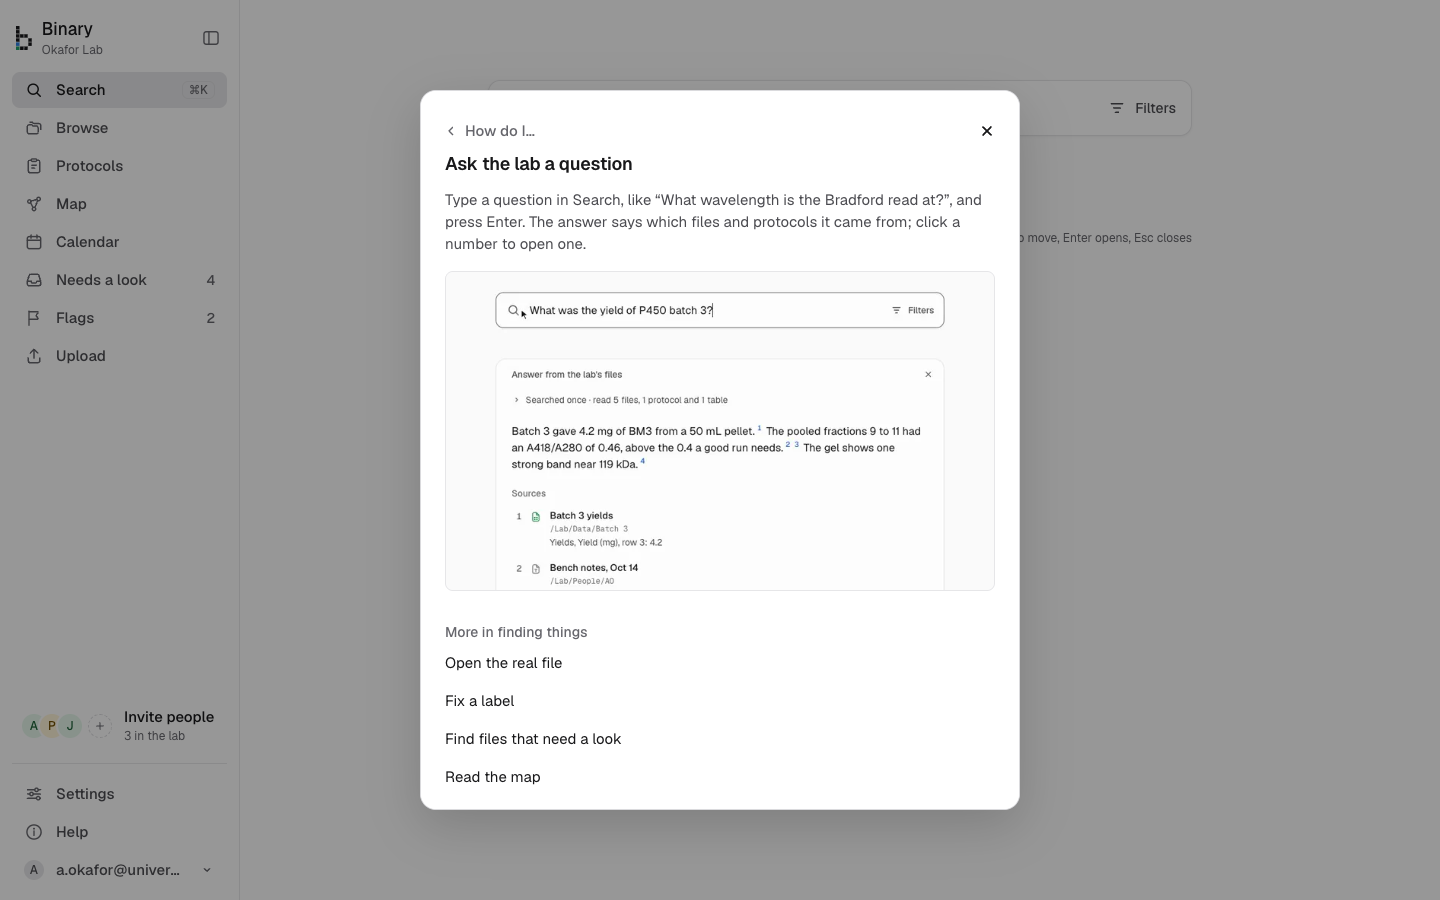 Binary
Okafor Lab
Search ⌘K
Browse
Protocols
Map
Calendar
Needs a look 4
Flags 2
Upload
A P J + Invite people
3 in the lab
Settings
Help
A a.okafor@univer...
Filters
move, Enter opens, Esc closes
How do I...
Ask the lab a question
Type a question in Search, like “What wavelength is the Bradford read at?”, and
press Enter. The answer says which files and protocols it came from; click a
number to open one.
What was the yield of P450 batch 3?
Filters
Answer from the lab's files
Searched once · read 5 files, 1 protocol and 1 table
Batch 3 gave 4.2 mg of BM3 from a 50 mL pellet. 1 The pooled fractions 9 to 11 had
an A418/A280 of 0.46, above the 0.4 a good run needs. 2 3 The gel shows one
strong band near 119 kDa. 4
Sources
1 Batch 3 yields
/Lab/Data/Batch 3
Yields, Yield (mg), row 3: 4.2
2 Bench notes, Oct 14
/Lab/People/AO
More in finding things
Open the real file
Fix a label
Find files that need a look
Read the map